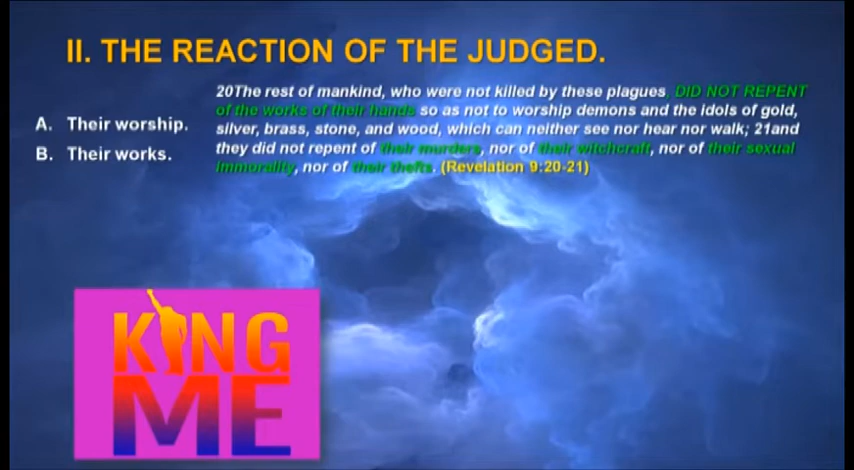 II. THE REACTION OF THE JUDGED.
A. Their worship.
B. Their works.
20The rest of mankind, who were not killed by these plagues, DID NOT REPENT
of the works of their hands so as not to worship demons and the idols of gold,
silver, brass, stone, and wood, which can neither see nor hear nor walk; 21and
they did not repent of their murders, nor of their witchcraft, nor of their sexual
immorality, nor of their thefts. (Revelation 9:20-21)
KING
ME